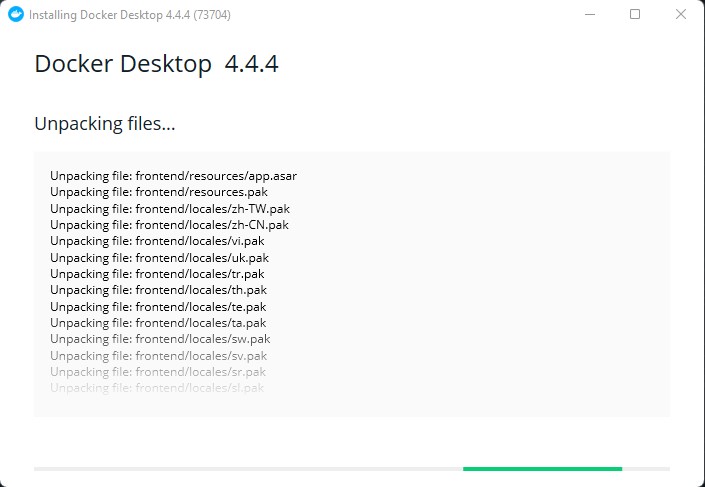 Installing Docker Desktop 4.4.4 (73704)
Docker Desktop 4.4.4
Unpacking files...
Unpacking file: frontend/resources/app.asar
Unpacking file: frontend/resources.pak
Unpacking file: frontend/locales/zh-TW.pak
Unpacking file: frontend/locales/zh-CN.pak
Unpacking file: frontend/locales/vi.pak
Unpacking file: frontend/locales/uk.pak
Unpacking file: frontend/locales/tr.pak
Unpacking file: frontend/locales/th.pak
Unpacking file: frontend/locales/te.pak
Unpacking file: frontend/locales/ta.pak
Unpacking file: frontend/locales/sw.pak
Unpacking file: frontend/locales/sv.pak
Unpacking file: frontend/locales/sr.pak
Unpacking file: frontend/locales/sl.pak